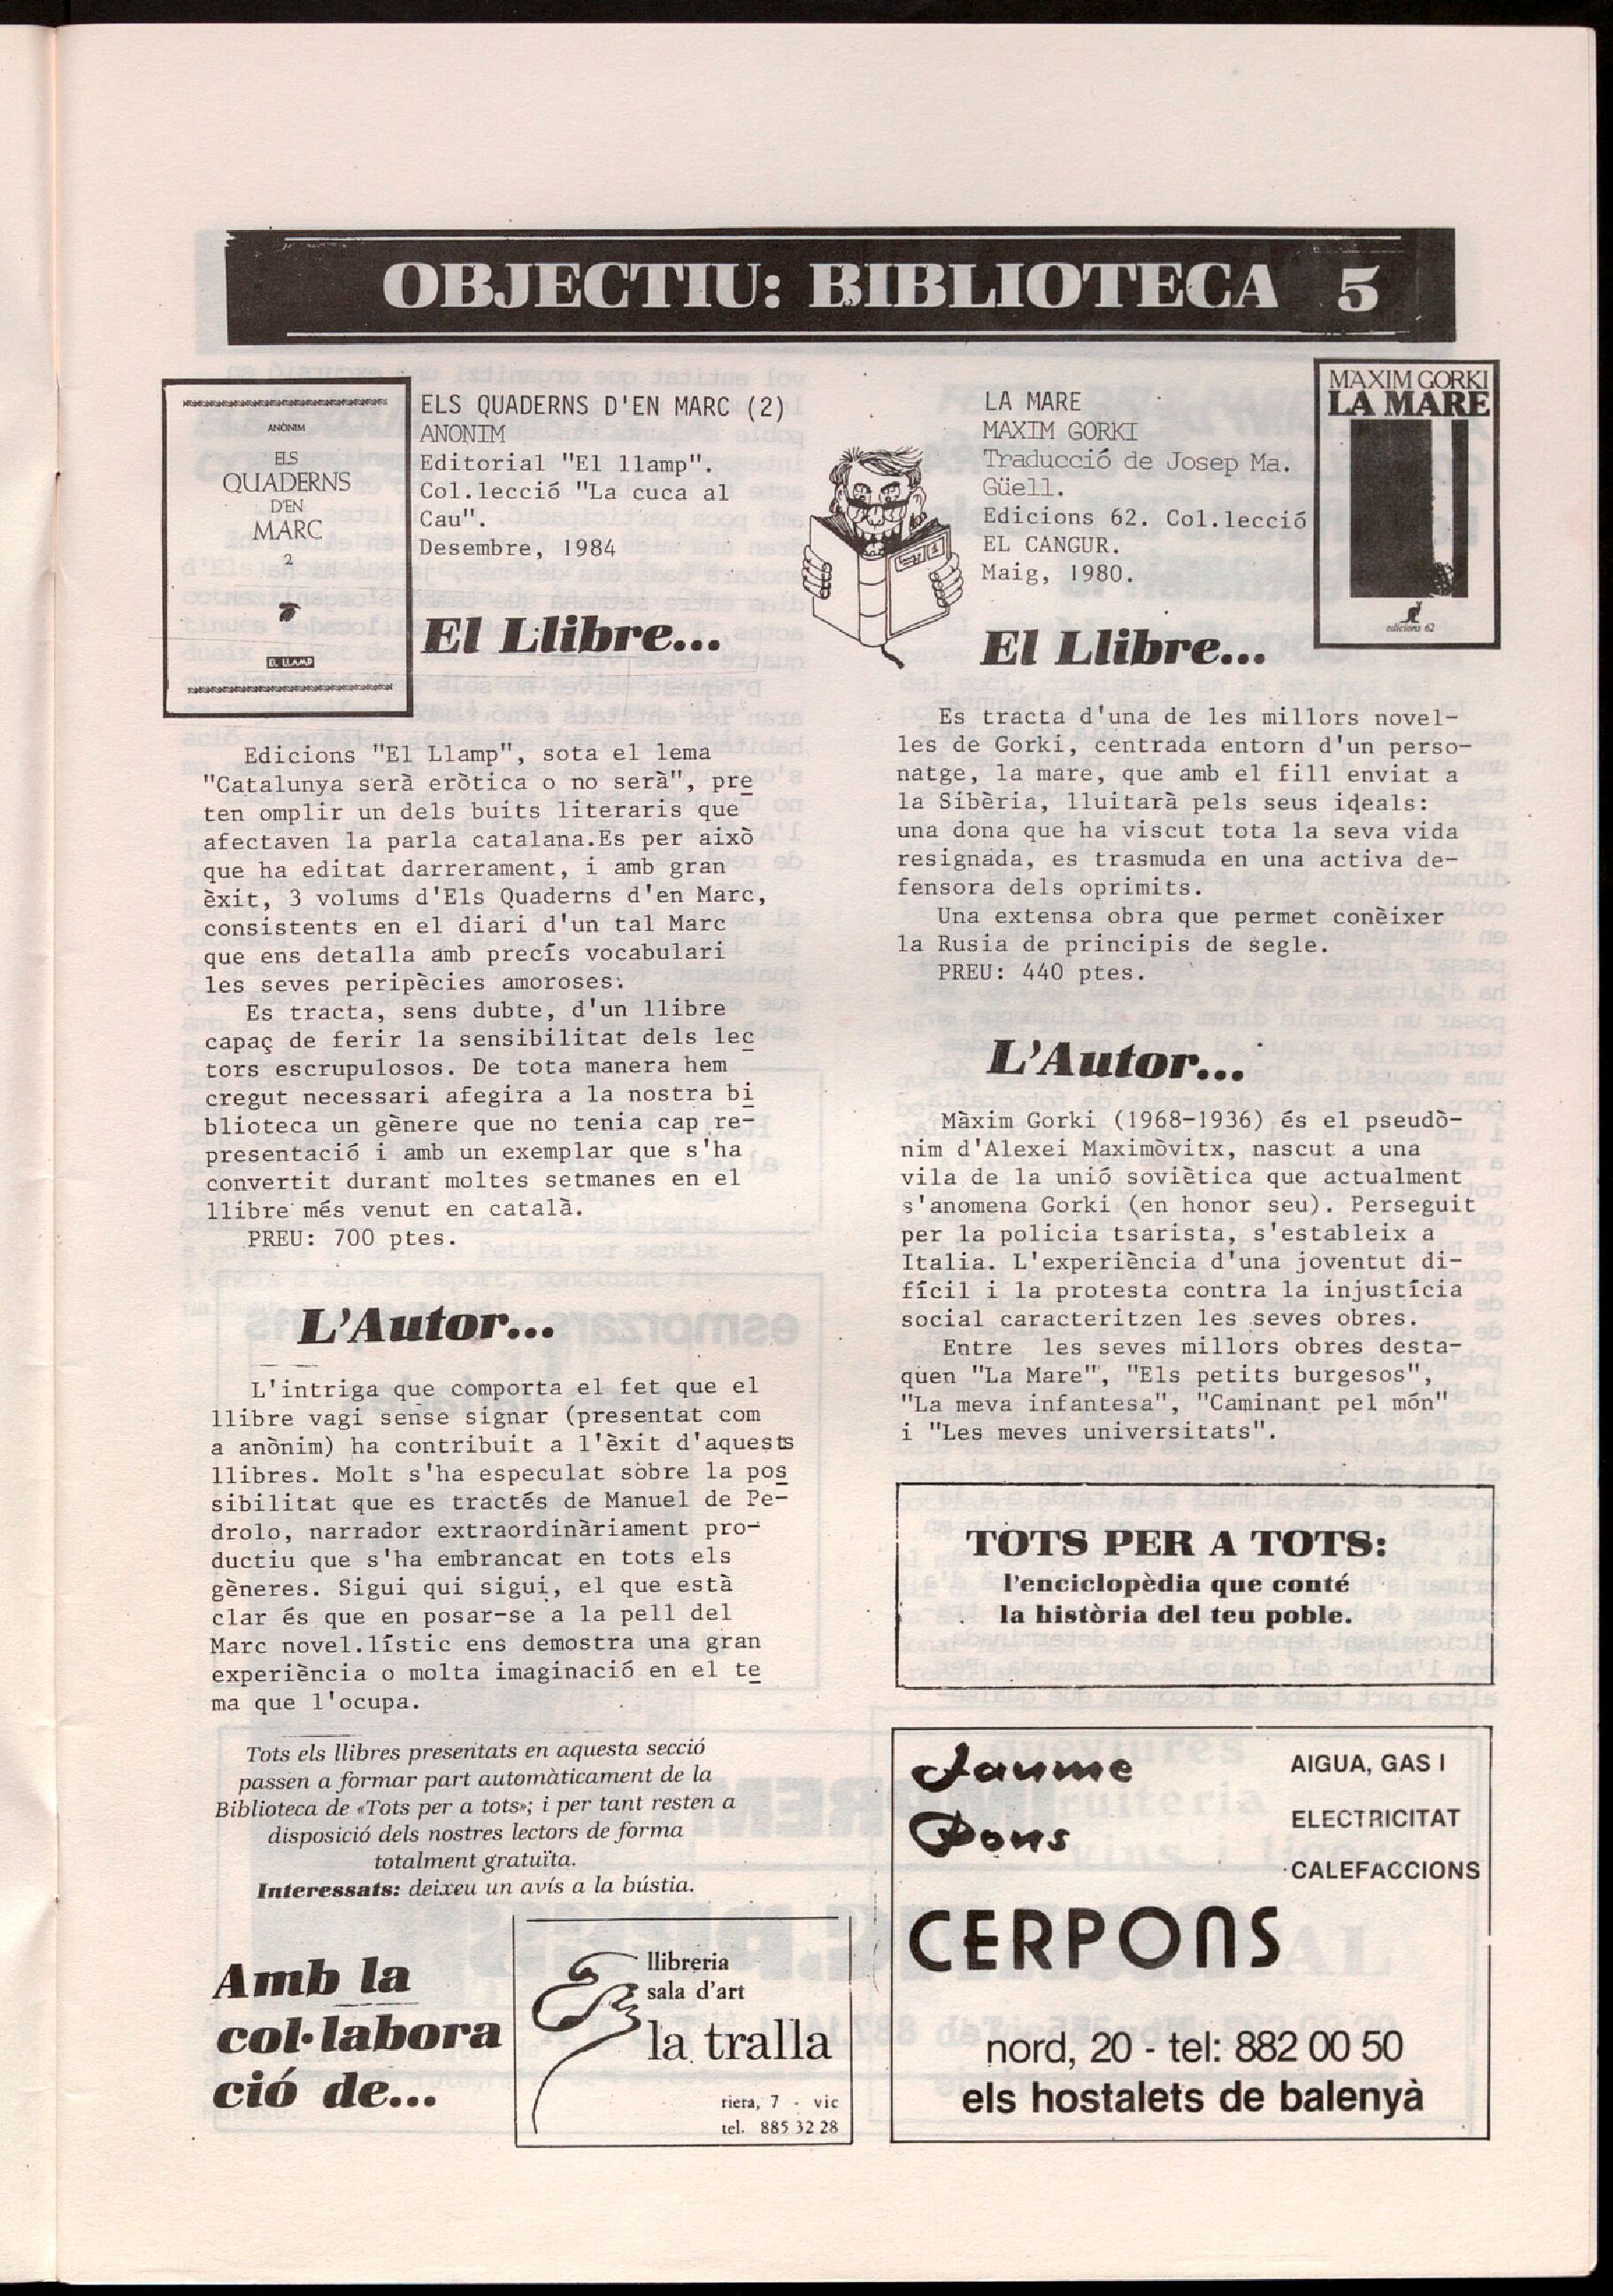 OBJECTIU: BIBLIOTECA 5
ANÒNIM
ELS
QUADERNS
D'EN
MARC
2
EL LLAMP
ELS QUADERNS D'EN MARC (2)
ANONIM
Editorial "El llamp".
Col.lecció "La cuca al
Cau".
Desembre, 1984
El Llibre...
Edicions "El Llamp", sota el lema
"Catalunya serà eròtica o no serà", pre
ten omplir un dels buits literaris que
afectaven la parla catalana.Es per això
que ha editat darrerament, i amb gran
èxit, 3 volums d'Els Quaderns d'en Marc,
consistents en el diari d'un tal Marc
que ens detalla amb precís vocabulari
les seves peripècies amoroses.
Es tracta, sens dubte, d'un llibre
capaç de ferir la sensibilitat dels lec
tors escrupulosos. De tota manera hem
cregut necessari afegira a la nostra bi
blioteca un gènere que no tenia cap re-
presentació i amb un exemplar que s'ha
convertit durant moltes setmanes en el
llibre més venut en català.
PREU: 700 ptes.
L'Autor...
L'intriga que comporta el fet que el
llibre vagi sense signar (presentat com
a anònim) ha contribuit a l'èxit d'aquests
llibres. Molt s'ha especulat sobre la pos
sibilitat que es tractés de Manuel de Pe-
drolo, narrador extraordinàriament pro-
ductiu que s'ha embrancat en tots els
gèneres. Sigui qui sigui, el que està
clar és que en posar-se a la pell del
Marc novel.lístic ens demostra una gran
experiència o molta imaginació en el te
ma que l'ocupa.
Tots els llibres presentats en aquesta secció
passen a formar part automàticament de la
Biblioteca de «Tots per a tots»; i per tant resten a
disposició dels nostres lectors de forma
totalment gratuïta.
Interessats: deixeu un avís a la bústia.
Amb la
col·labora
ció de...
llibreria
sala d'art
la tralla
riera, 7 - vic
tel. 885 32 28
LA MARE
MAXIM GORKI
Traducció de Josep Ma.
Güell.
Edicions 62. Col.lecció
EL CANGUR.
Maig, 1980.
MÀXIM GORKI
LA MARE
edicions 62
El Llibre...
Es tracta d'una de les millors novel-
les de Gorki, centrada entorn d'un perso-
natge, la mare, que amb el fill enviat a
la Sibèria, lluitarà pels seus ideals:
una dona que ha viscut tota la seva vida
resignada, es trasmuda en una activa de-
fensora dels oprimits.
Una extensa obra que permet conèixer
la Rusia de principis de segle.
PREU: 440 ptes.
L'Autor...
Màxim Gorki (1968-1936) és el pseudò-
nim d'Alexei Maximòvitx, nascut a una
vila de la unió soviètica que actualment
s'anomena Gorki (en honor seu). Perseguit
per la policia tsarista, s'estableix a
Italia. L'experiència d'una joventut di-
fícil i la protesta contra la injustícia
social caracteritzen les seves obres.
Entre les seves millors obres desta-
quen "La Mare", "Els petits burgesos",
"La meva infantesa", "Caminant pel món"
i "Les meves universitats".
TOTS PER A TOTS:
l'enciclopèdia que conté
la història del teu poble.
Jaume
Pons
AIGUA, GAS I
ELECTRICITAT
CALEFACCIONS
CERPONS
nord, 20 - tel: 882 00 50
els hostalets de balenyà